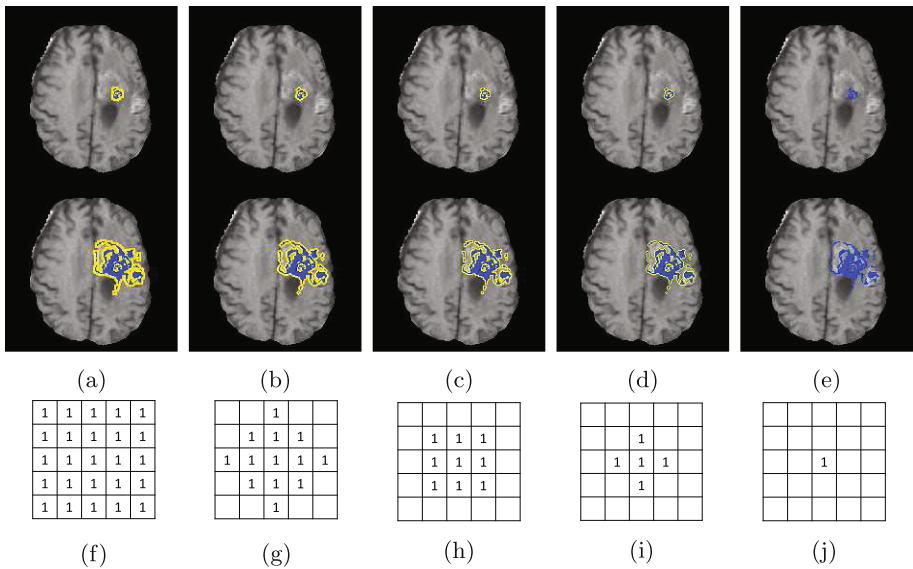 (a) (b) (c) (d) (e)
1 1 1 1 1 1
1 1 1 1 1 1 1 1 1 1 1 1
1 1 1 1 1 1 1 1 1 1 1 1 1 1 1 1 1
1 1 1 1 1 1 1 1 1 1 1 1
1 1 1 1 1 1
(f) (g) (h) (i) (j)